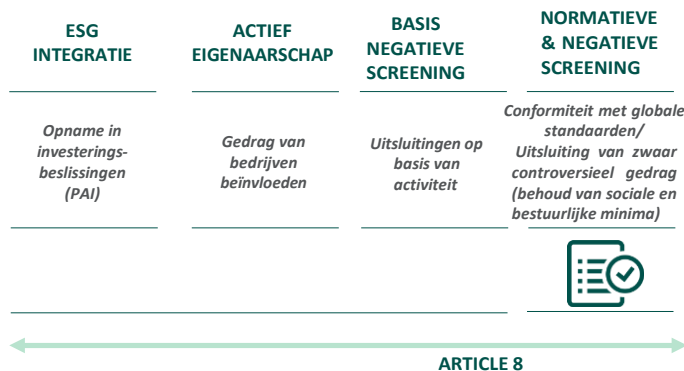 ESG
INTEGRATIE
ACTIEF
EIGENAARSCHAP
BASIS
NEGATIEVE
SCREENING
NORMATIEVE
& NEGATIEVE
SCREENING
Opname in
investerings-
beslissingen
(PAI)
Gedrag van
bedrijven
beïnvloeden
Uitsluitingen op
basis van
activiteit
Conformiteit met globale
standaarden/
Uitsluiting van zwaar
controversieel gedrag
(behoud van sociale en
bestuurlijke minima)
ARTICLE 8